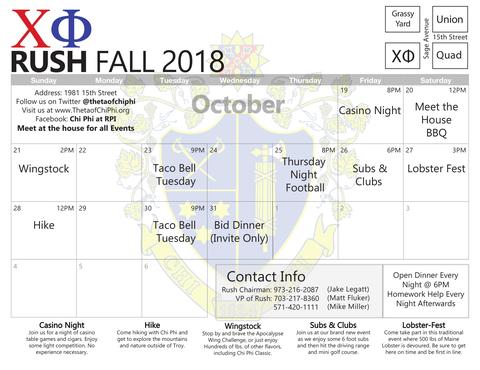 ΧΦ
RUSH FALL 2018
Grassy
Yard
Union
Sage Avenue
15th Street
ΧΦ
Quad
Sunday Monday Tuesday Wednesday Thursday Friday Saturday
Address: 1981 15th Street
Follow us on Twitter @thetaofchiphi
Visit us at www.ThetaofChiPhi.com
Facebook: Chi Phi at RPI
Meet at the house for all Events
October
19 8PM
Casino Night
20 12PM
Meet the
House
BBQ
21 2PM
Wingstock
22
23 9PM
Taco Bell
Tuesday
24
25 8PM
Thursday
Night
Football
26 6PM
Subs &
Clubs
27 3PM
Lobster Fest
28 12PM
Hike
29
30 9PM
Taco Bell
Tuesday
31
Bid Dinner
(Invite Only)
1
2
3
4
5
6
Contact Info
Rush Chairman: 973-216-2087 (Jake Legatt)
VP of Rush: 703-217-8360 (Matt Fluker)
571-420-1111 (Mike Miller)
Open Dinner Every
Night @ 6PM
Homework Help Every
Night Afterwards
Casino Night
Join us for a night of casino
table games and cigars. Enjoy
some light competition. No
experience necessary.
Hike
Come hiking with Chi Phi and
get to explore the mountains
and nature outside of Troy.
Wingstock
Stop by and brave the Apocalypse
Wing Challenge, or just enjoy
Hundreds of lbs. of other flavors,
including Chi Phi Classic.
Subs & Clubs
Join us at our brand new event
as we enjoy some 6 foot subs
and then hit the driving range
and mini golf course.
Lobster-Fest
Come take part in this traditional
event where 500 lbs of Maine
Lobster is devoured. Be sure to get
here on time and be first in line.